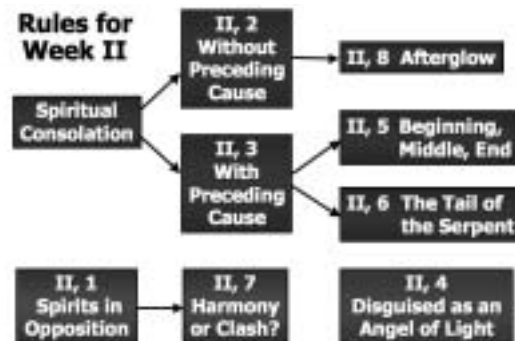 Rules for
Week II
II, 2
Without
Preceding
Cause
II, 8 Afterglow
Spiritual
Consolation
II, 3
With
Preceding
Cause
II, 5 Beginning,
Middle, End
II, 6 The Tail of
the Serpent
II, 1
Spirits in
Opposition
II, 7
Harmony
or Clash?
II, 4
Disguised as an
Angel of Light